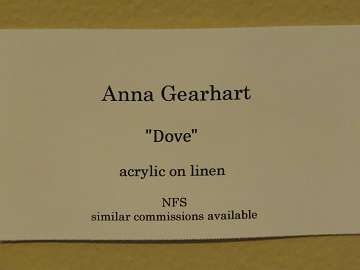 Anna Gearhart
"Dove"
acrylic on linen
NFS
similar commissions available